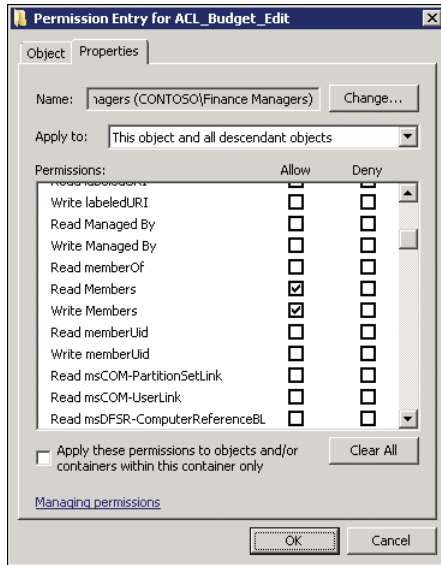 Permission Entry for ACL_Budget_Edit
Object Properties
Name: nagers (CONTOSO\Finance Managers) Change...
Apply to: This object and all descendant objects
Permissions: Allow Deny
Read labeledURI
Write labeledURI
Read Managed By
Write Managed By
Read memberOf
Read Members
Write Members
Read memberUid
Write memberUid
Read msCOM-PartitionSetLink
Read msCOM-UserLink
Read msDFSR-ComputerReferenceBL
Apply these permissions to objects and/or Clear All
containers within this container only
Managing permissions
OK Cancel